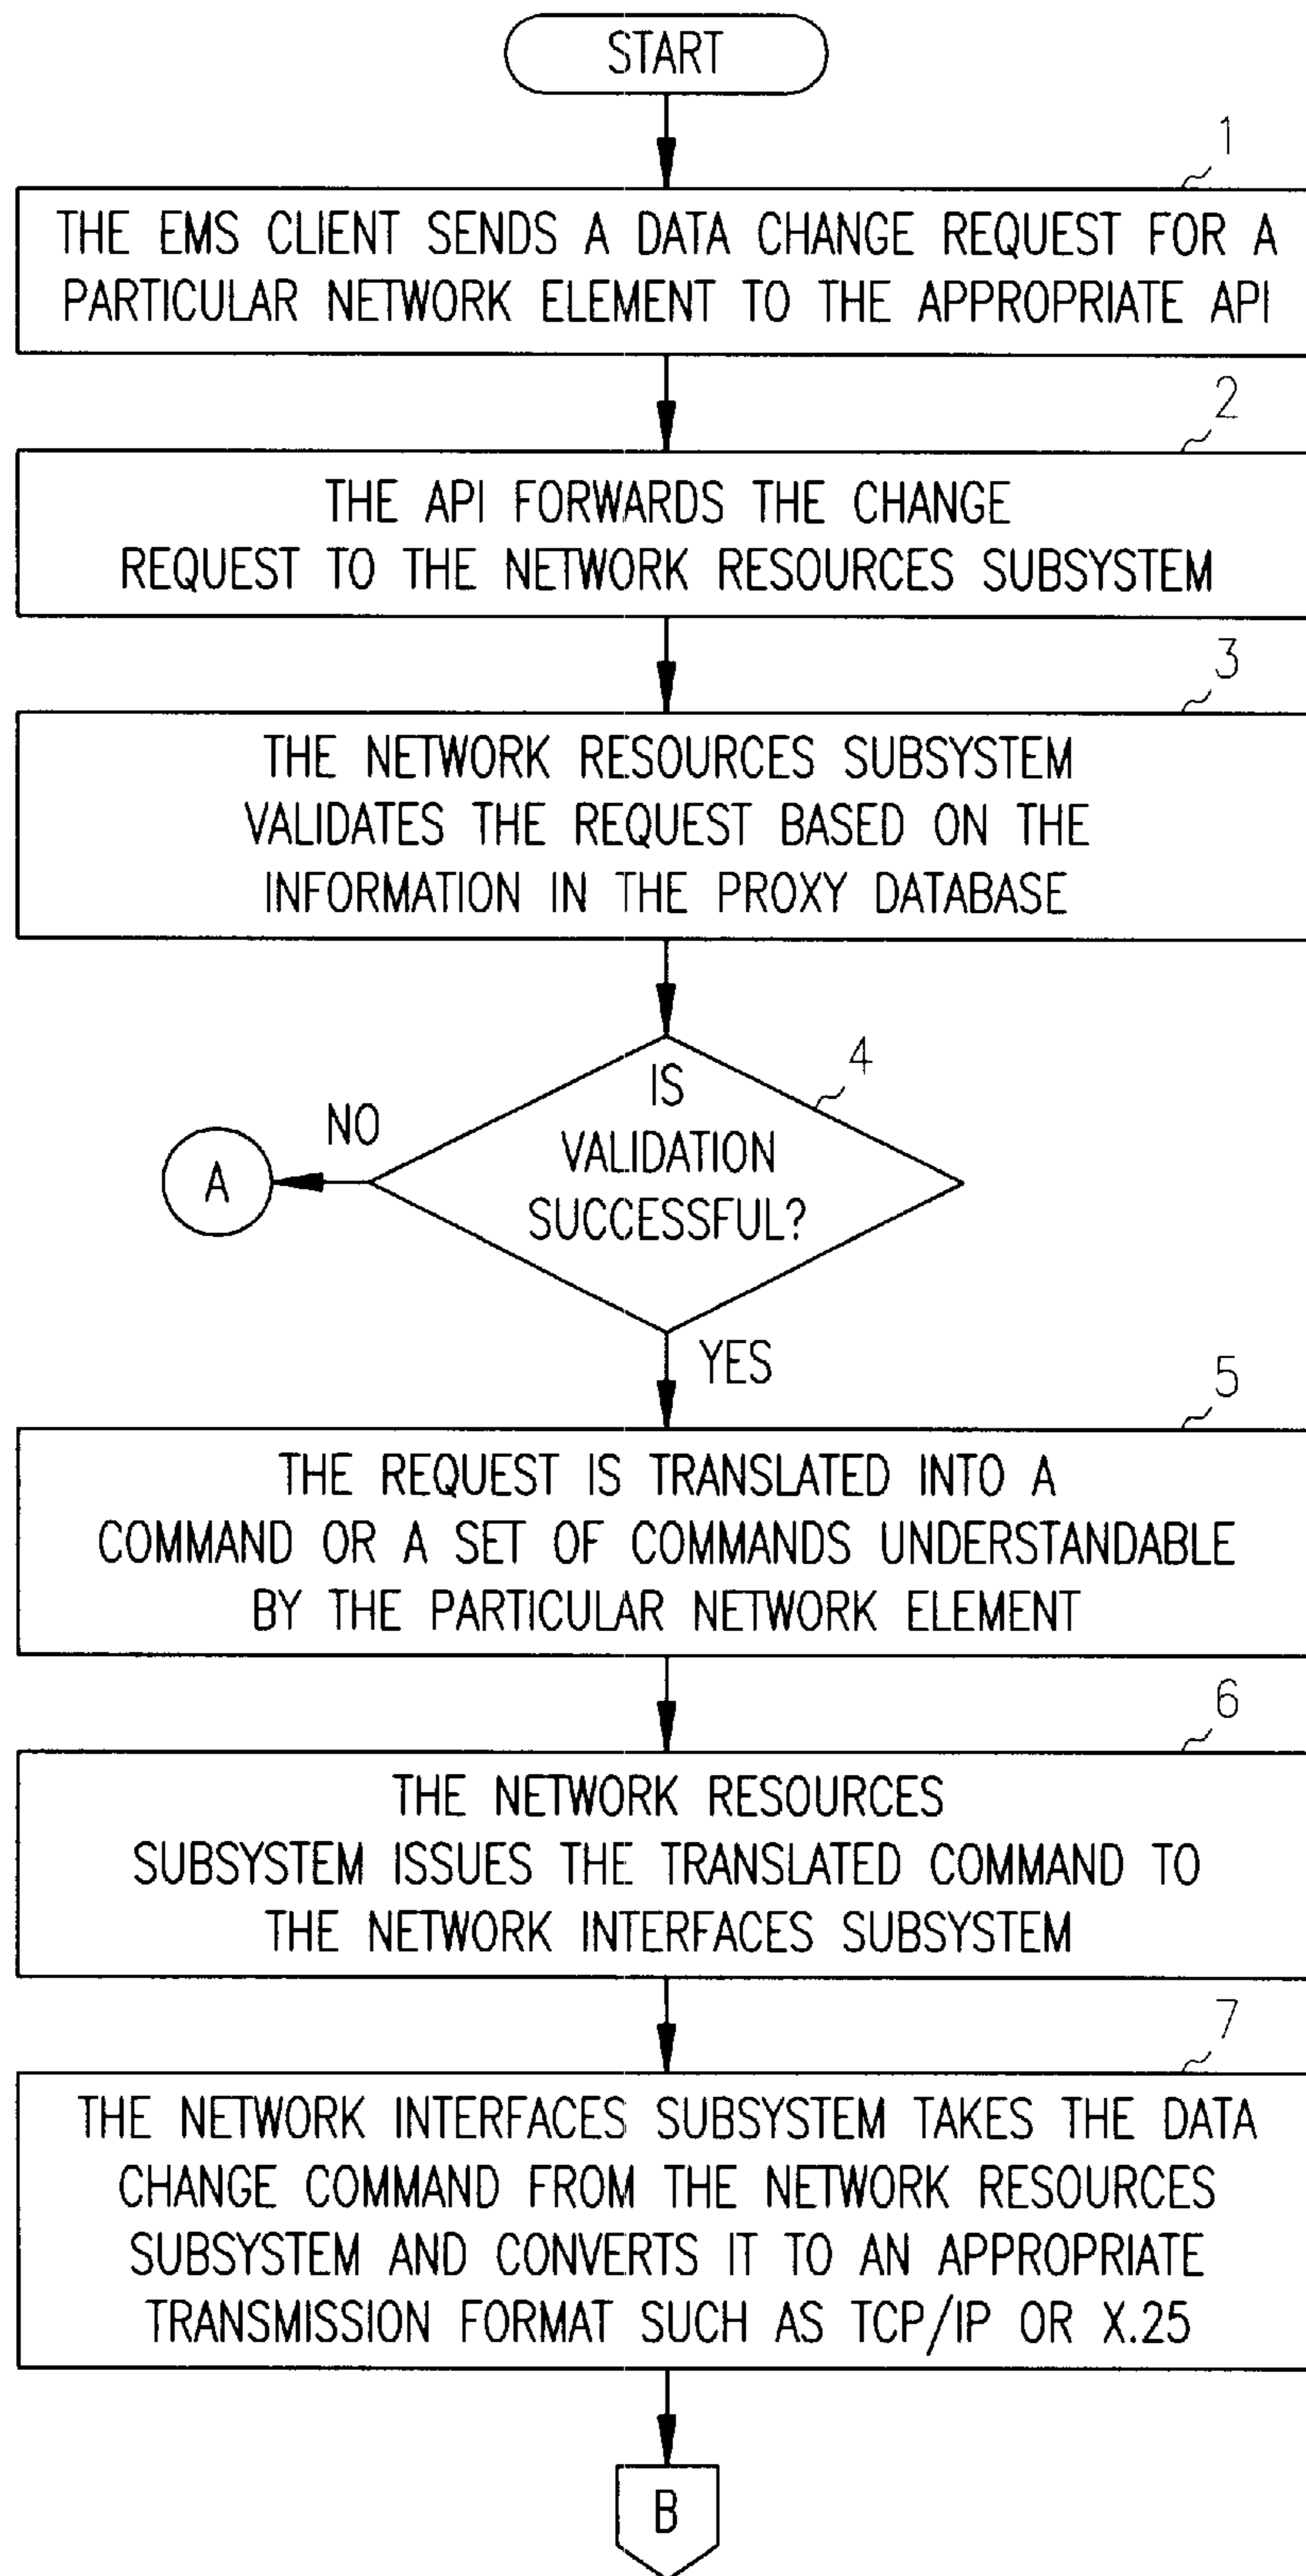 START
1
THE EMS CLIENT SENDS A DATA CHANGE REQUEST FOR A
PARTICULAR NETWORK ELEMENT TO THE APPROPRIATE API
2
THE API FORWARDS THE CHANGE
REQUEST TO THE NETWORK RESOURCES SUBSYSTEM
3
THE NETWORK RESOURCES SUBSYSTEM
VALIDATES THE REQUEST BASED ON THE
INFORMATION IN THE PROXY DATABASE
4
IS
VALIDATION
SUCCESSFUL?
NO
A
YES
5
THE REQUEST IS TRANSLATED INTO A
COMMAND OR A SET OF COMMANDS UNDERSTANDABLE
BY THE PARTICULAR NETWORK ELEMENT
6
THE NETWORK RESOURCES
SUBSYSTEM ISSUES THE TRANSLATED COMMAND TO
THE NETWORK INTERFACES SUBSYSTEM
7
THE NETWORK INTERFACES SUBSYSTEM TAKES THE DATA
CHANGE COMMAND FROM THE NETWORK RESOURCES
SUBSYSTEM AND CONVERTS IT TO AN APPROPRIATE
TRANSMISSION FORMAT SUCH AS TCP/IP OR X.25
B